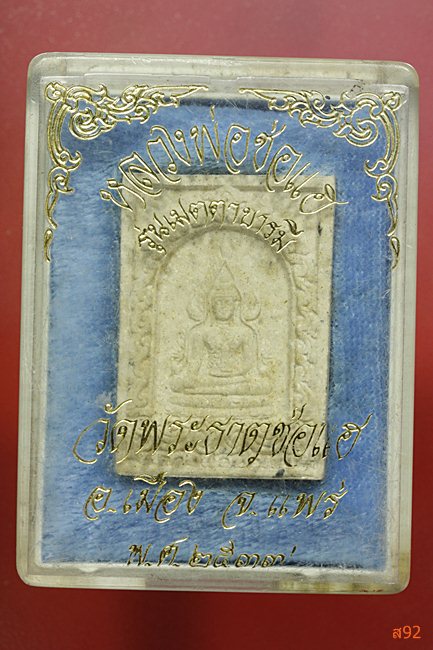 หลวงพ่อช่อแฮ
รุ่นเมตตาบารมี
วัดพระธาตุช่อแฮ
อ.เมือง จ.แพร่
พ.ศ. ๒๕๓๓
ส92